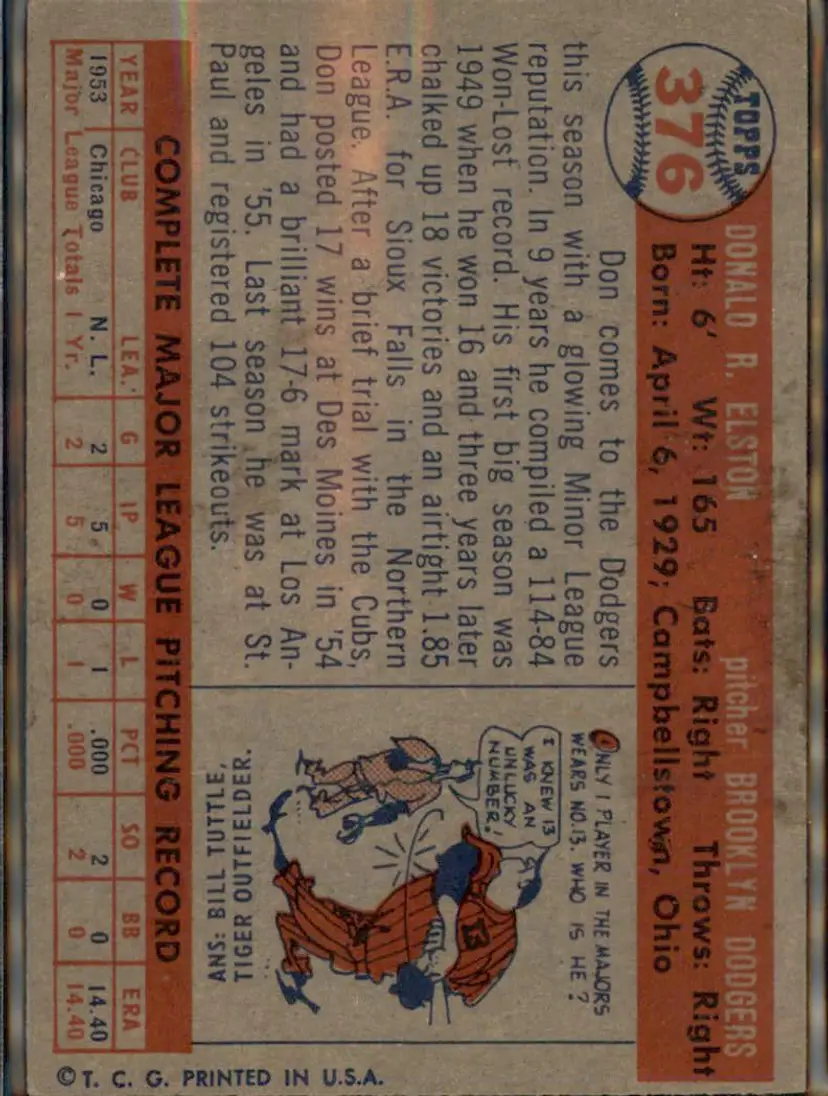 TOPPS
376
DONALD R. ELSTON pitcher BROOKLYN DODGERS
Ht: 6' Wt: 165 Bats: Right Throws: Right
Born: April 6, 1929; Campbellstown, Ohio
Don comes to the Dodgers
this season with a glowing Minor League
reputation. In 9 years he compiled a 114-84
Won-Lost record. His first big season was
1949 when he won 16 and three years later
chalked up 18 victories and an airtight 1.85
E.R.A. for Sioux Falls in the Northern
League. After a brief trial with the Cubs,
Don posted 17 wins at Des Moines in '54
and had a brilliant 17-6 mark at Los An-
geles in '55. Last season he was at St.
Paul and registered 104 strikeouts.
ONLY 1 PLAYER IN THE MAJORS
WEARS NO. 13. WHO IS HE?
I KNEW 13
WAS AN
UNLUCKY
NUMBER!
13
ANS: BILL TUTTLE,
TIGER OUTFIELDER.
COMPLETE MAJOR LEAGUE PITCHING RECORD
YEAR CLUB LEA. G IP W L PCT SO BB ERA
1953 Chicago N. L. 2 5 0 1 .000 2 0 14.40
Major League Totals 1 Yr. 2 5 0 1 .000 2 0 14.40
© T. C. G. PRINTED IN U.S.A.